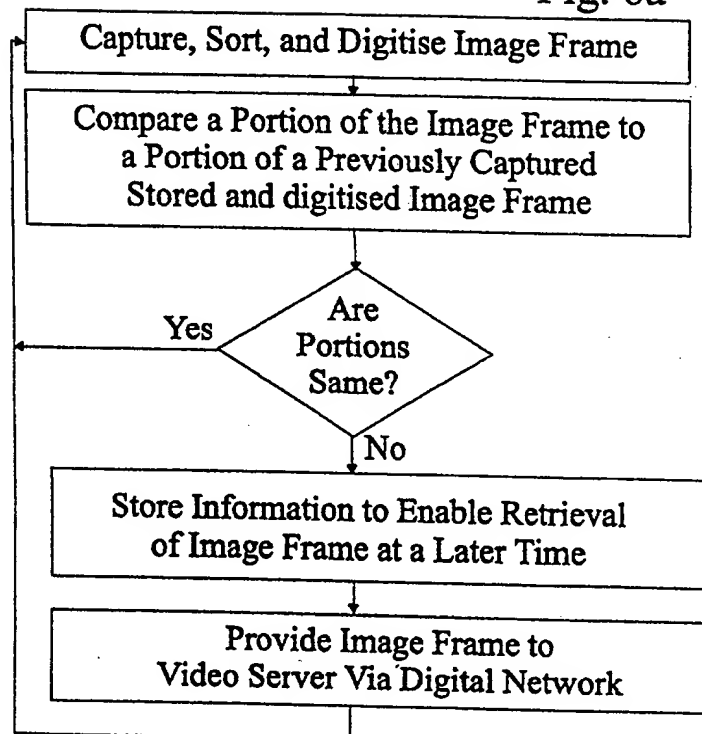 Fig. 6a
Capture, Sort, and Digitise Image Frame
Compare a Portion of the Image Frame to
a Portion of a Previously Captured
Stored and digitised Image Frame
Are
Portions
Same?
Yes
No
Store Information to Enable Retrieval
of Image Frame at a Later Time
Provide Image Frame to
Video Server Via Digital Network